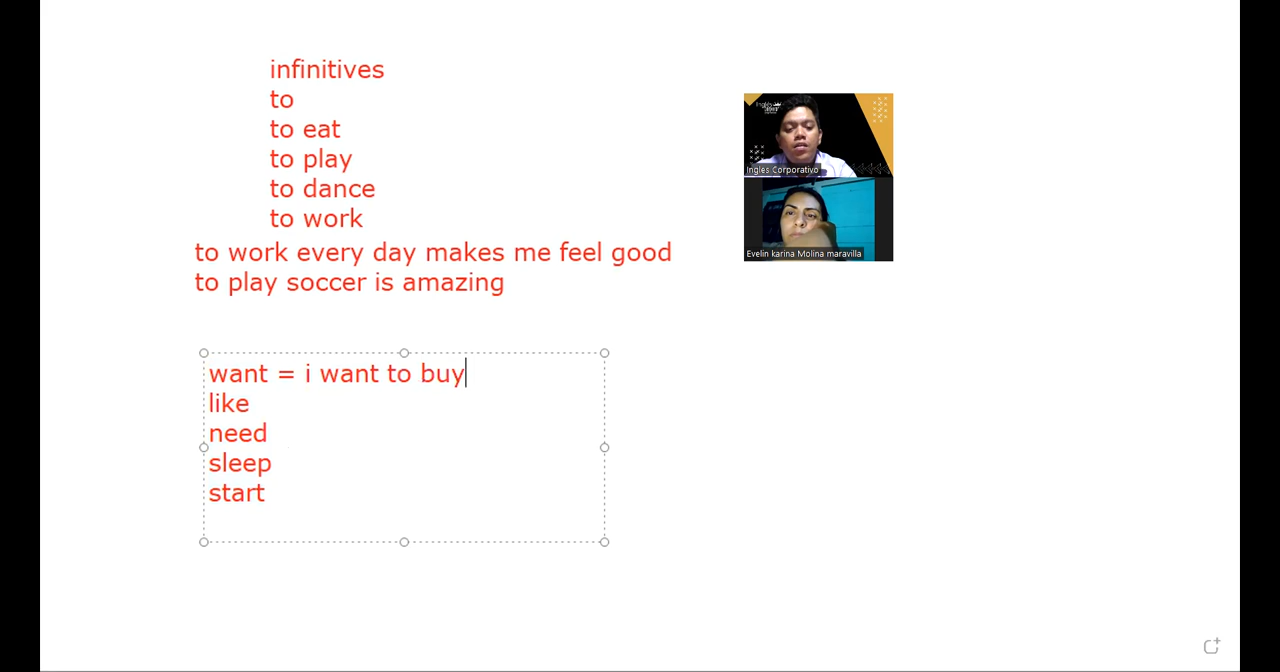 infinitives
to
to eat
to play
to dance
to work
to work every day makes me feel good
to play soccer is amazing
want = i want to buy
like
need
sleep
start
Ingles Corporativo
Evelin karina Molina maravilla